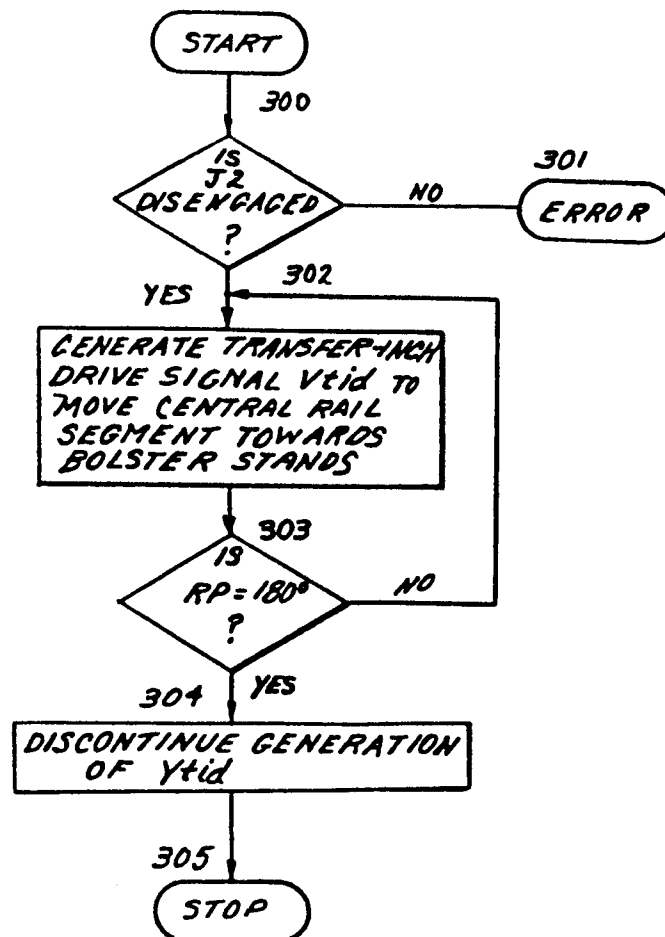 START
300
IS
J2
DISENGAGED
?
NO
301
ERROR
YES
302
GENERATE TRANSFER-INCH
DRIVE SIGNAL Vtid TO
MOVE CENTRAL RAIL
SEGMENT TOWARDS
BOLSTER STANDS
303
IS
RP = 180°
?
NO
YES
304
DISCONTINUE GENERATION
OF Vtid
305
STOP